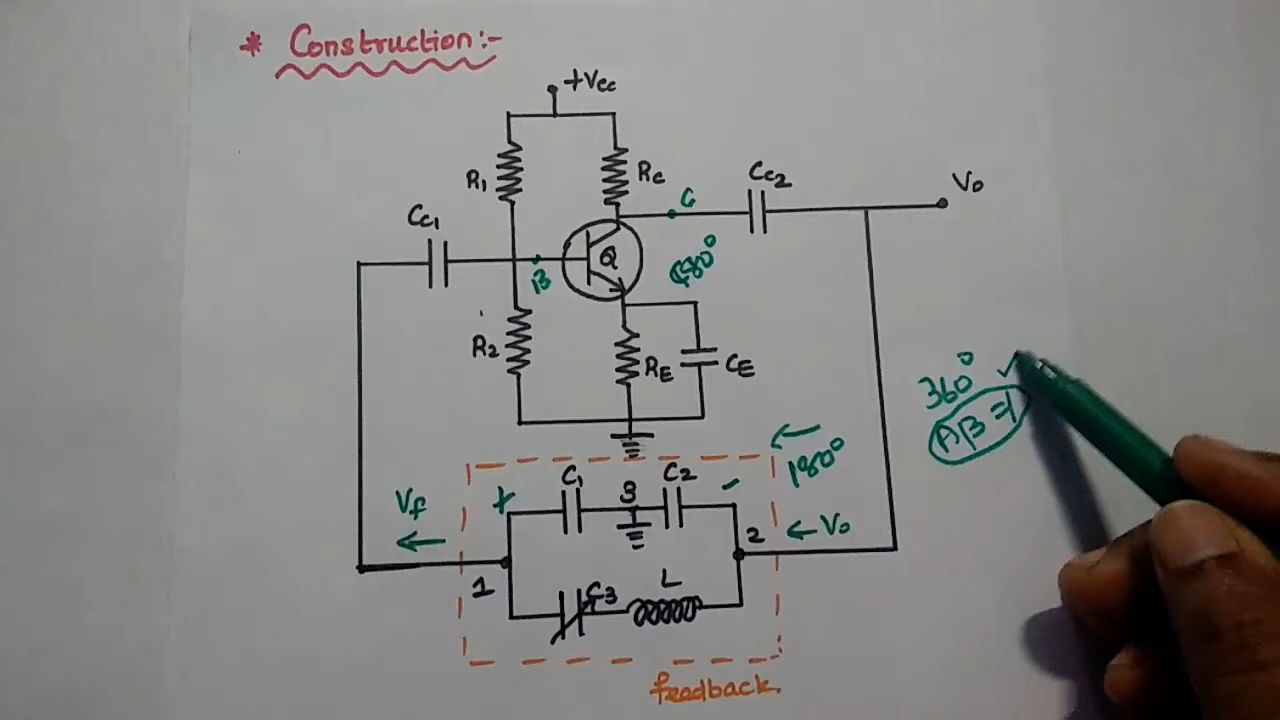 * Construction:-
+Vcc
R1
Rc
Cc2
Vo
C
Cc1
B
Q
180°
R2
RE
CE
360° ✓
Aβ=1
180°
C1
3
C2
+
-
Vf
2
Vo
1
C3
L
feedback.